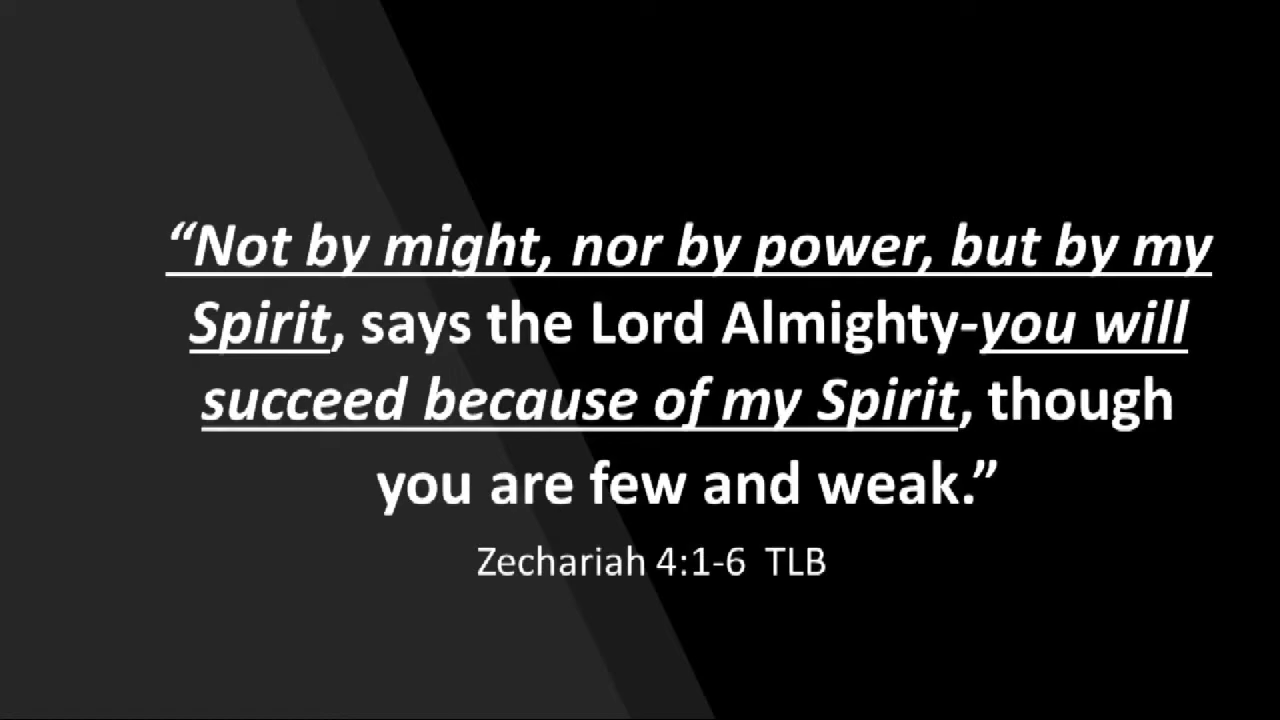 “Not by might, nor by power, but by my
Spirit, says the Lord Almighty-you will
succeed because of my Spirit, though
you are few and weak.”
Zechariah 4:1-6  TLB